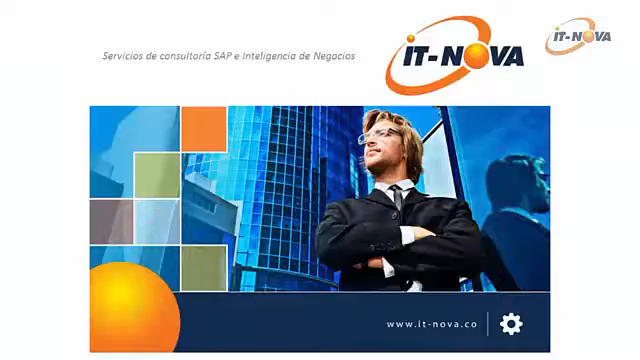 Servicios de consultoría SAP e Inteligencia de Negocios
IT-NOVA
IT-NOVA
www.it-nova.co